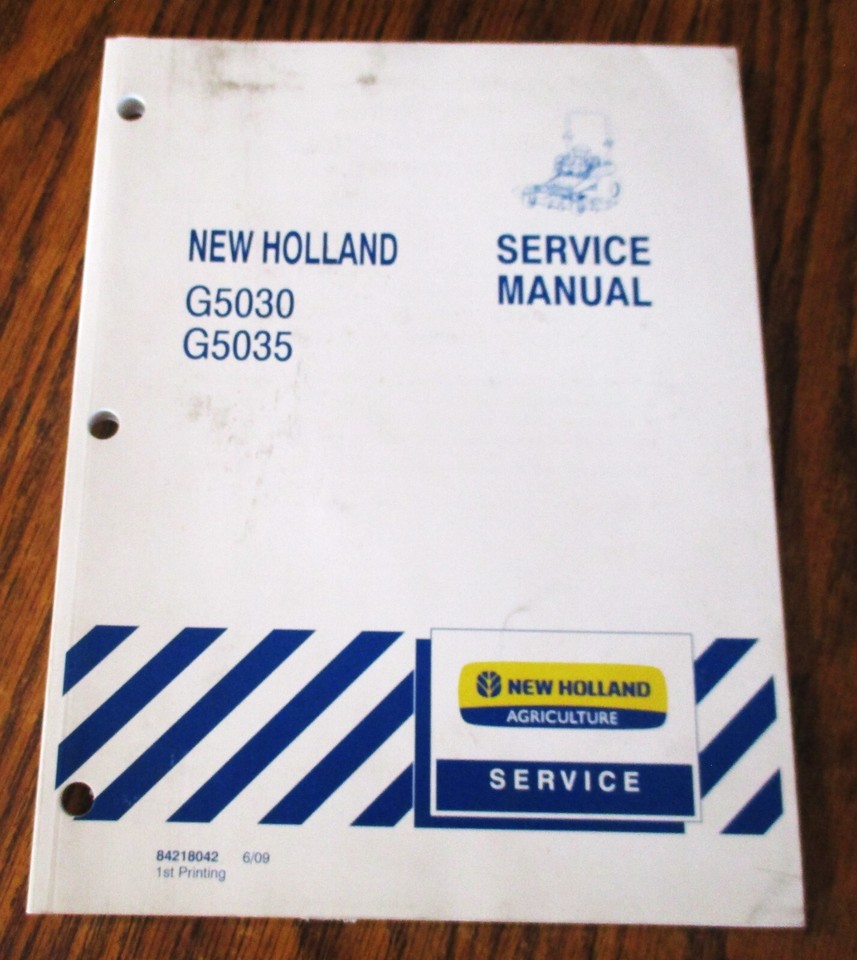 NEW HOLLAND
G5030
G5035
SERVICE
MANUAL
NEW HOLLAND
AGRICULTURE
SERVICE
84218042 6/09
1st Printing